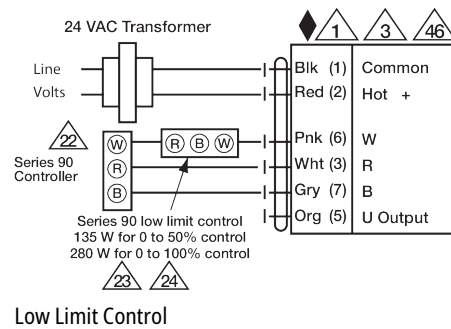 24 VAC Transformer
1 3 46
Line
Volts
Blk (1) Common
Red (2) Hot +
22
Series 90
Controller
W
R
B
R B W
Pnk (6) W
Wht (3) R
Gry (7) B
Org (5) U Output
Series 90 low limit control
135 W for 0 to 50% control
280 W for 0 to 100% control
23 24
Low Limit Control